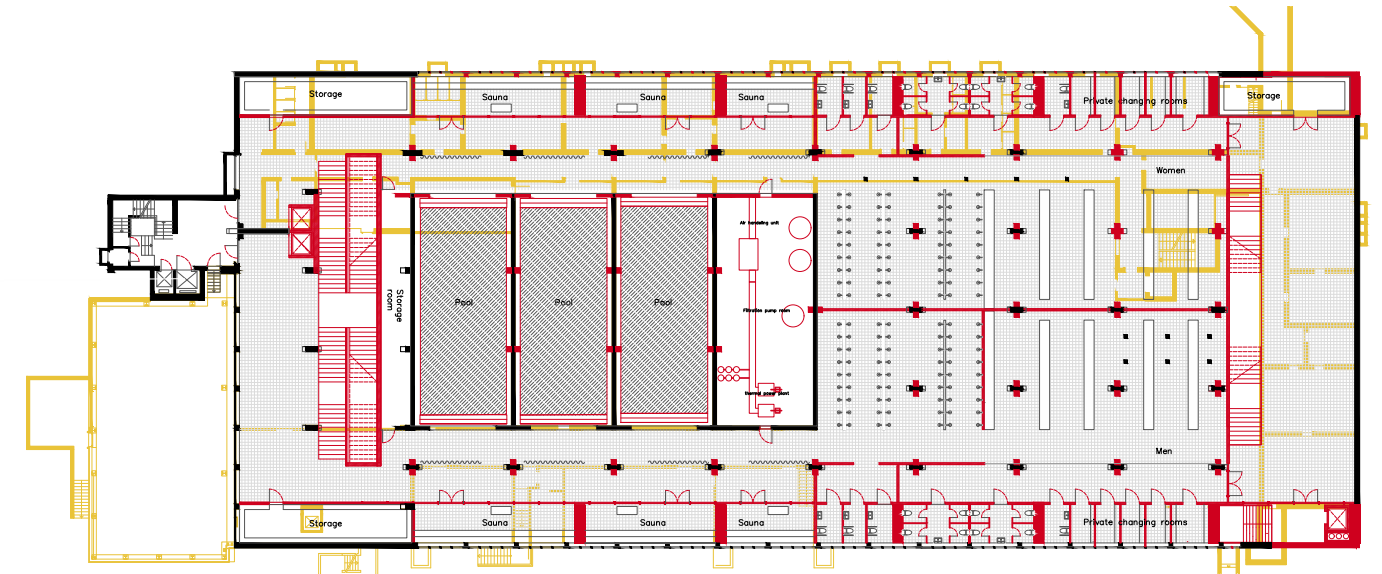 Storage
Sauna
Sauna
Sauna
Private changing rooms
Storage
Women
Air handeling unit
Storage
room
Pool
Pool
Pool
Filtration pump room
thermal power plant
Men
Storage
Sauna
Sauna
Sauna
Private changing rooms